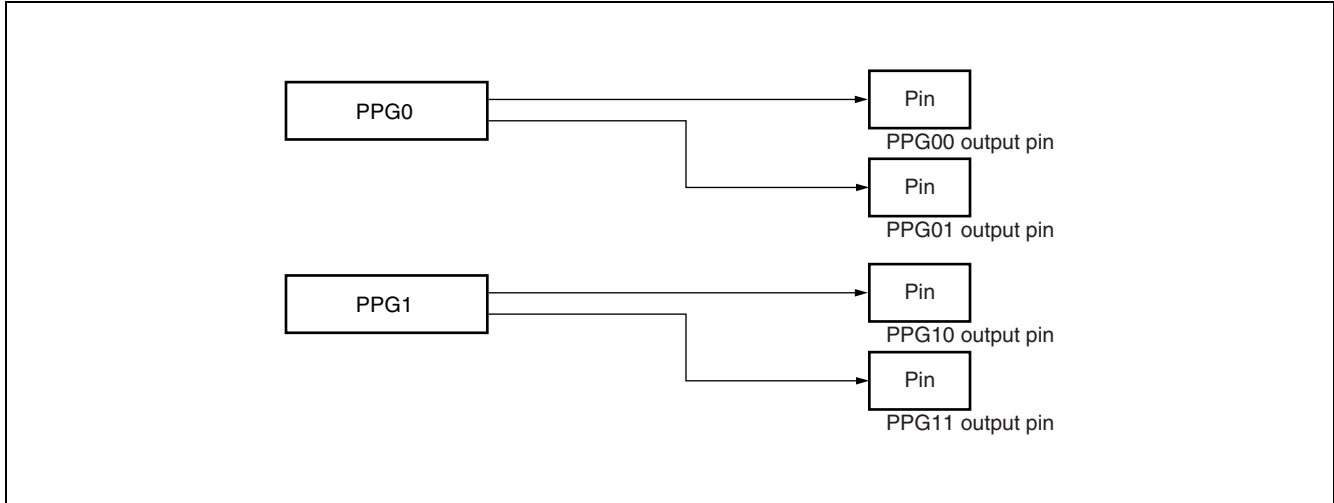 PPG0
Pin
PPG00 output pin
Pin
PPG01 output pin
PPG1
Pin
PPG10 output pin
Pin
PPG11 output pin